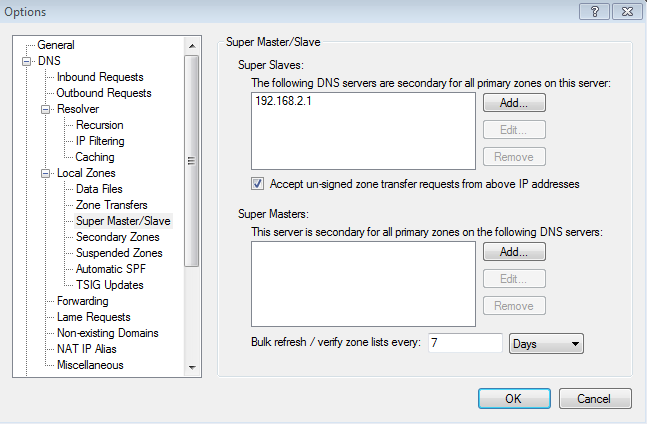 Options
General
DNS
Inbound Requests
Outbound Requests
Resolver
Recursion
IP Filtering
Caching
Local Zones
Data Files
Zone Transfers
Super Master/Slave
Secondary Zones
Suspended Zones
Automatic SPF
TSIG Updates
Forwarding
Lame Requests
Non-existing Domains
NAT IP Alias
Miscellaneous
Super Master/Slave
Super Slaves:
The following DNS servers are secondary for all primary zones on this server:
192.168.2.1
Add...
Edit...
Remove
Accept un-signed zone transfer requests from above IP addresses
Super Masters:
This server is secondary for all primary zones on the following DNS servers:
Add...
Edit...
Remove
Bulk refresh / verify zone lists every: 7 Days
OK Cancel